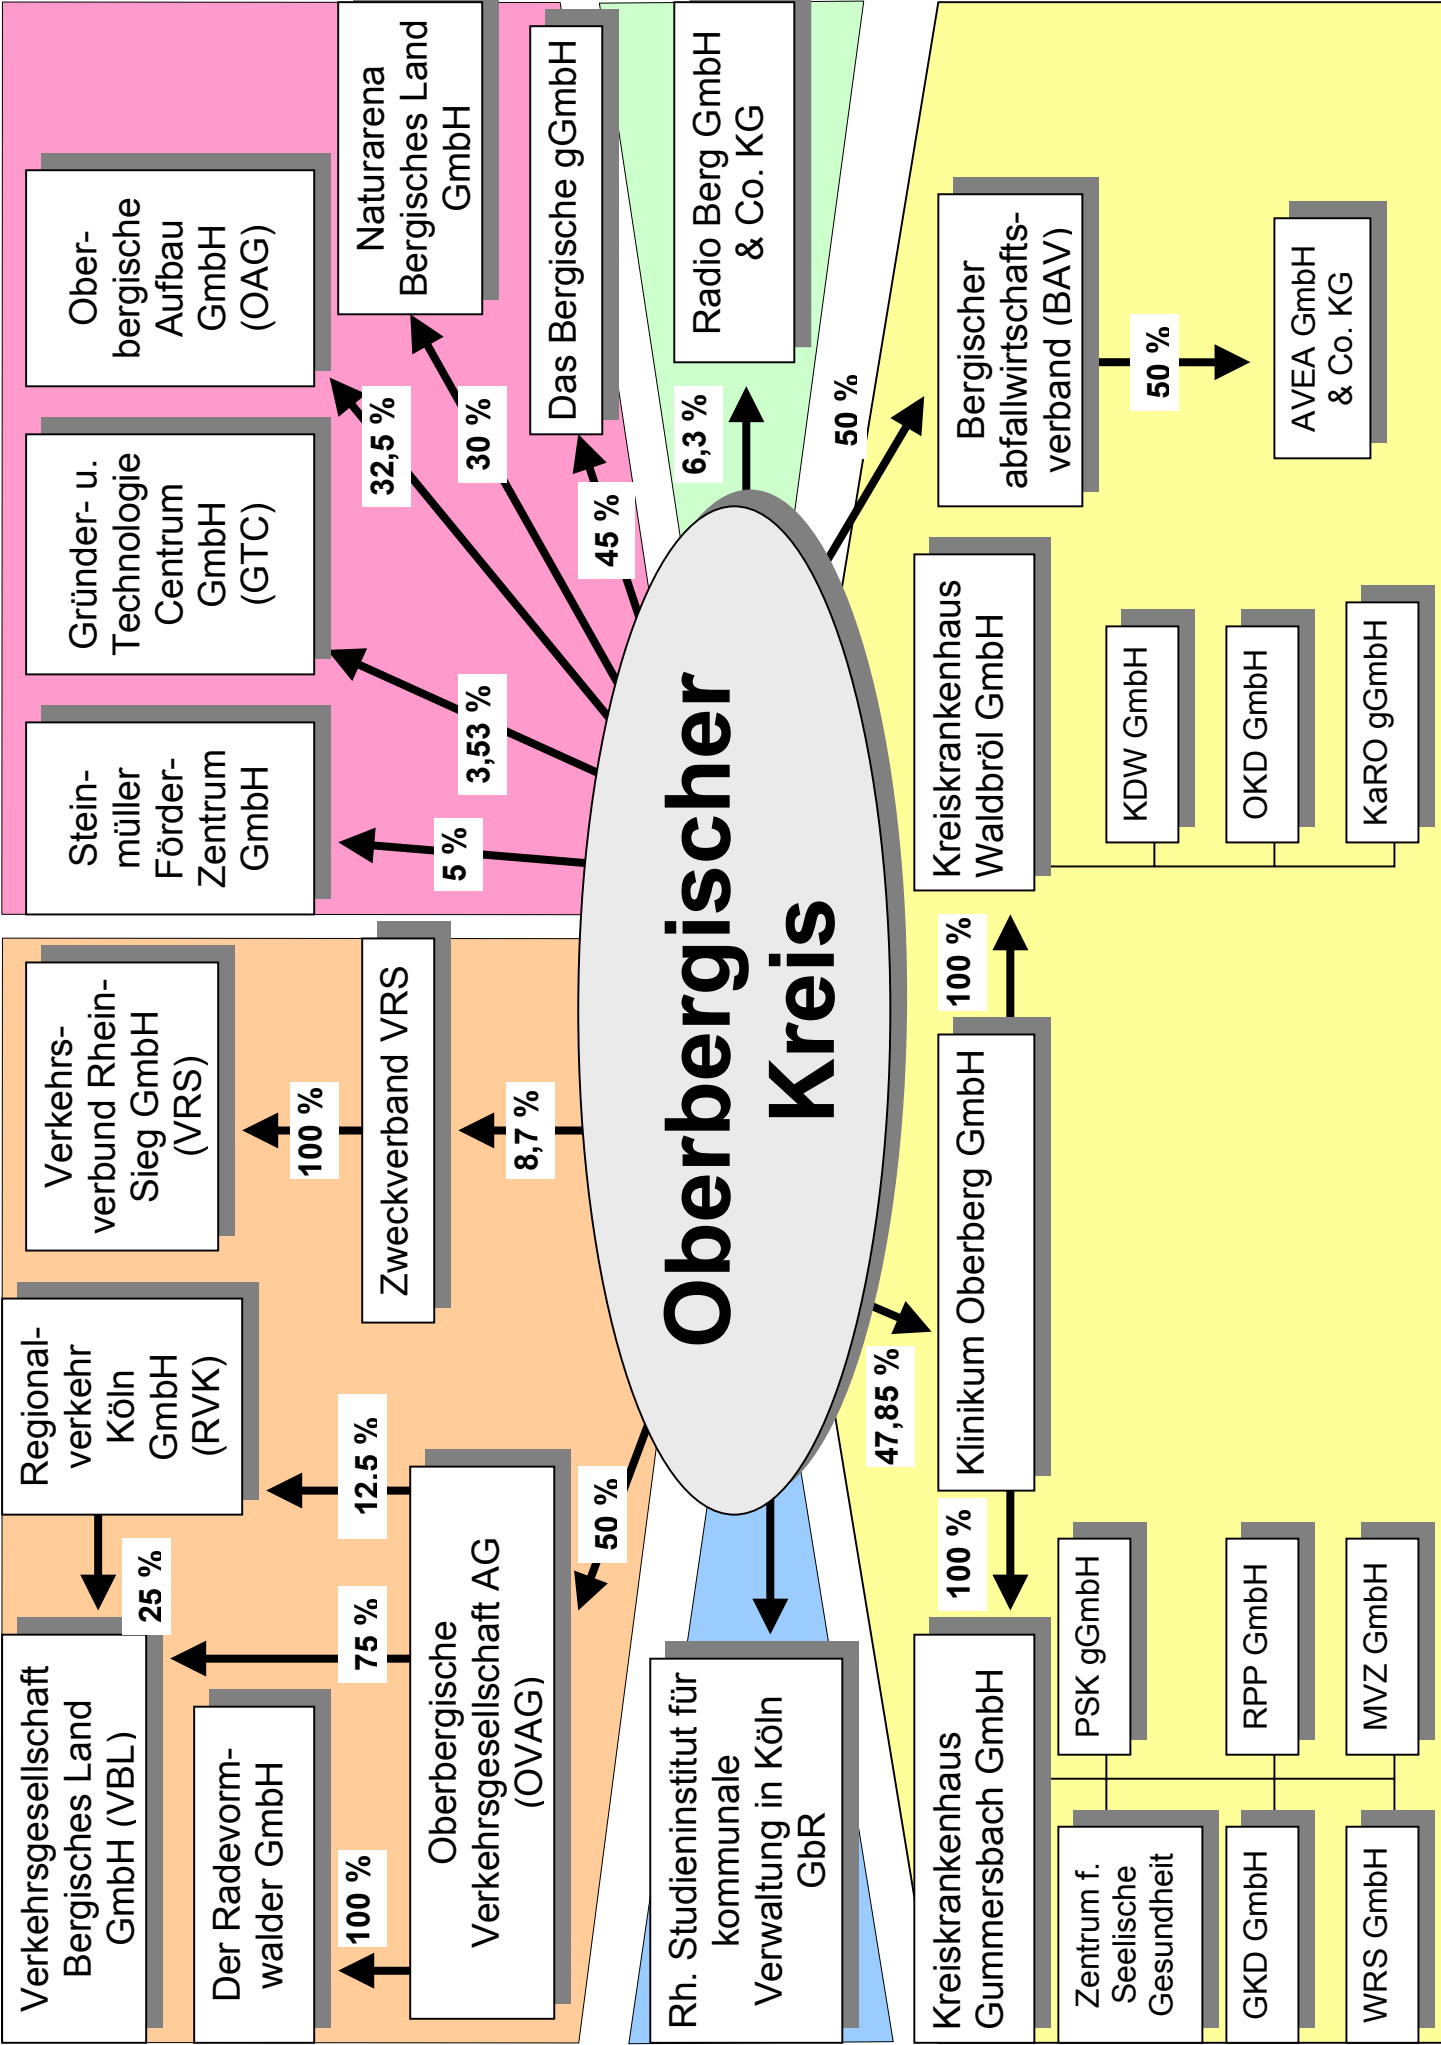 Verkehrsgesellschaft
Bergisches Land
GmbH (VBL)
25 %
Regional-
verkehr
Köln
GmbH
(RVK)
Verkehrs-
verbund Rhein-
Sieg GmbH
(VRS)
Stein-
müller
Förder-
Zentrum
GmbH
Gründer- u.
Technologie
Centrum
GmbH
(GTC)
Ober-
bergische
Aufbau
GmbH
(OAG)
Der Radevorm-
walder GmbH
100 %
75 %
12.5 %
100 %
Zweckverband VRS
5 %
3,53 %
32,5 %
30 %
Naturarena
Bergisches Land
GmbH
Oberbergische
Verkehrsgesellschaft AG
(OVAG)
50 %
8,7 %
45 %
Das Bergische gGmbH
Rh. Studieninstitut für
kommunale
Verwaltung in Köln
GbR
Oberbergischer
Kreis
6,3 %
Radio Berg GmbH
& Co. KG
47,85 %
50 %
Kreiskrankenhaus
Gummersbach GmbH
100 %
Klinikum Oberberg GmbH
100 %
Kreiskrankenhaus
Waldbröl GmbH
Bergischer
abfallwirtschafts-
verband (BAV)
Zentrum f.
Seelische
Gesundheit
PSK gGmbH
KDW GmbH
50 %
GKD GmbH
RPP GmbH
OKD GmbH
AVEA GmbH
& Co. KG
WRS GmbH
MVZ GmbH
KaRO gGmbH